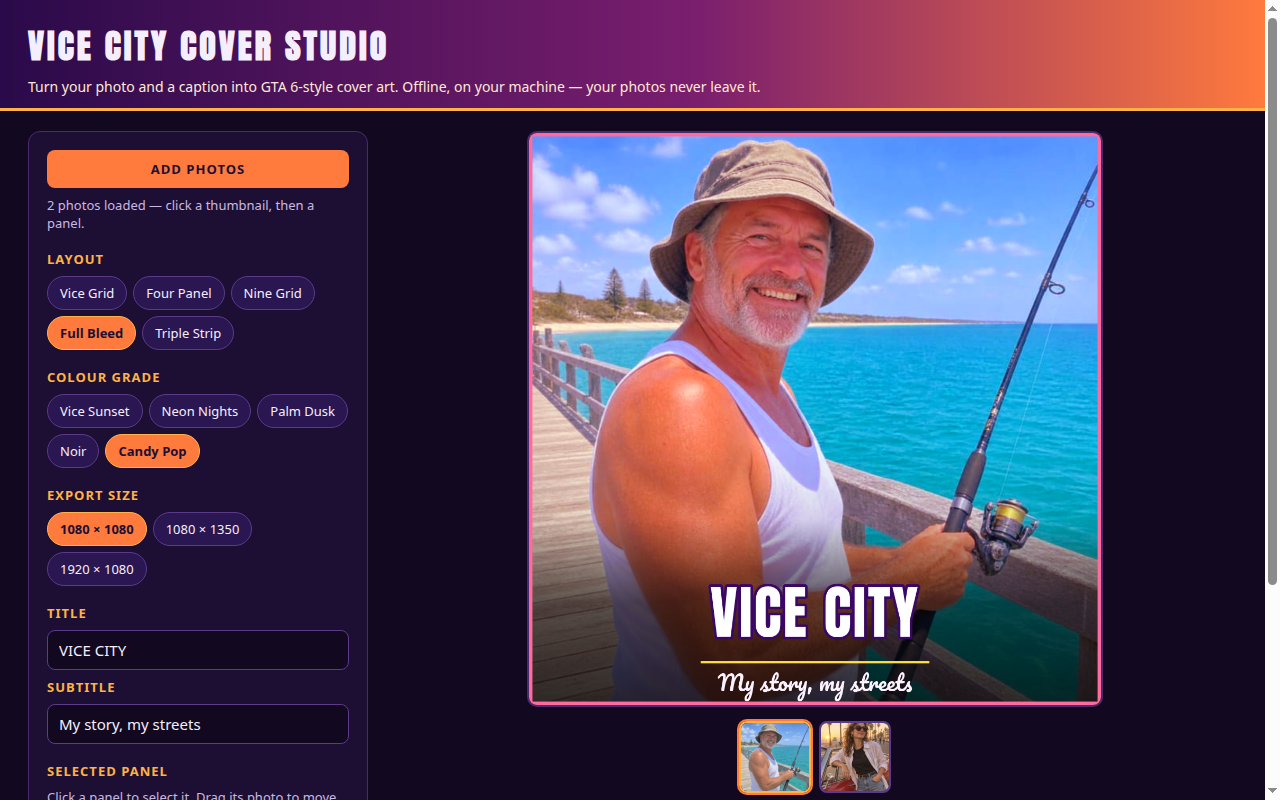 VICE CITY COVER STUDIO
Turn your photo and a caption into GTA 6-style cover art. Offline, on your machine — your photos never leave it.
ADD PHOTOS
2 photos loaded — click a thumbnail, then a
panel.
LAYOUT
Vice Grid
Four Panel
Nine Grid
Full Bleed
Triple Strip
COLOUR GRADE
Vice Sunset
Neon Nights
Palm Dusk
Noir
Candy Pop
EXPORT SIZE
1080 × 1080
1080 × 1350
1920 × 1080
TITLE
VICE CITY
SUBTITLE
My story, my streets
SELECTED PANEL
Click a panel to select it. Drag its photo to move
VICE CITY
My story, my streets